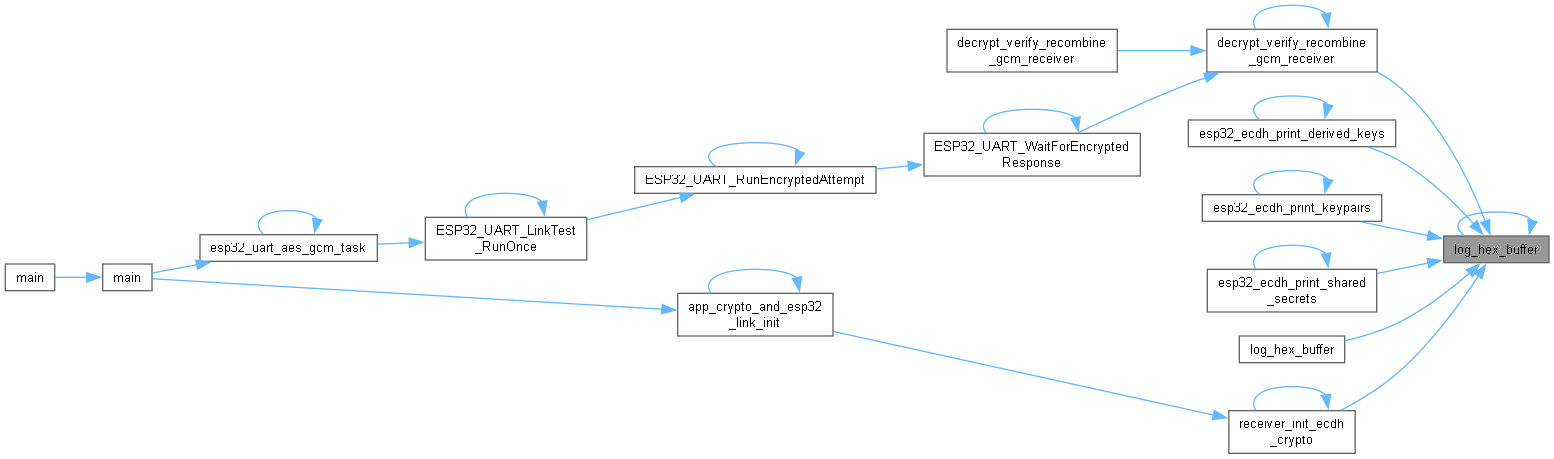 decrypt_verify_recombine
_gcm_receiver
decrypt_verify_recombine
_gcm_receiver
esp32_ecdh_print_derived_keys
ESP32_UART_WaitForEncrypted
Response
ESP32_UART_RunEncryptedAttempt
esp32_ecdh_print_keypairs
ESP32_UART_LinkTest
_RunOnce
esp32_uart_aes_gcm_task
log_hex_buffer
main
main
esp32_ecdh_print_shared
_secrets
app_crypto_and_esp32
_link_init
log_hex_buffer
receiver_init_ecdh
_crypto